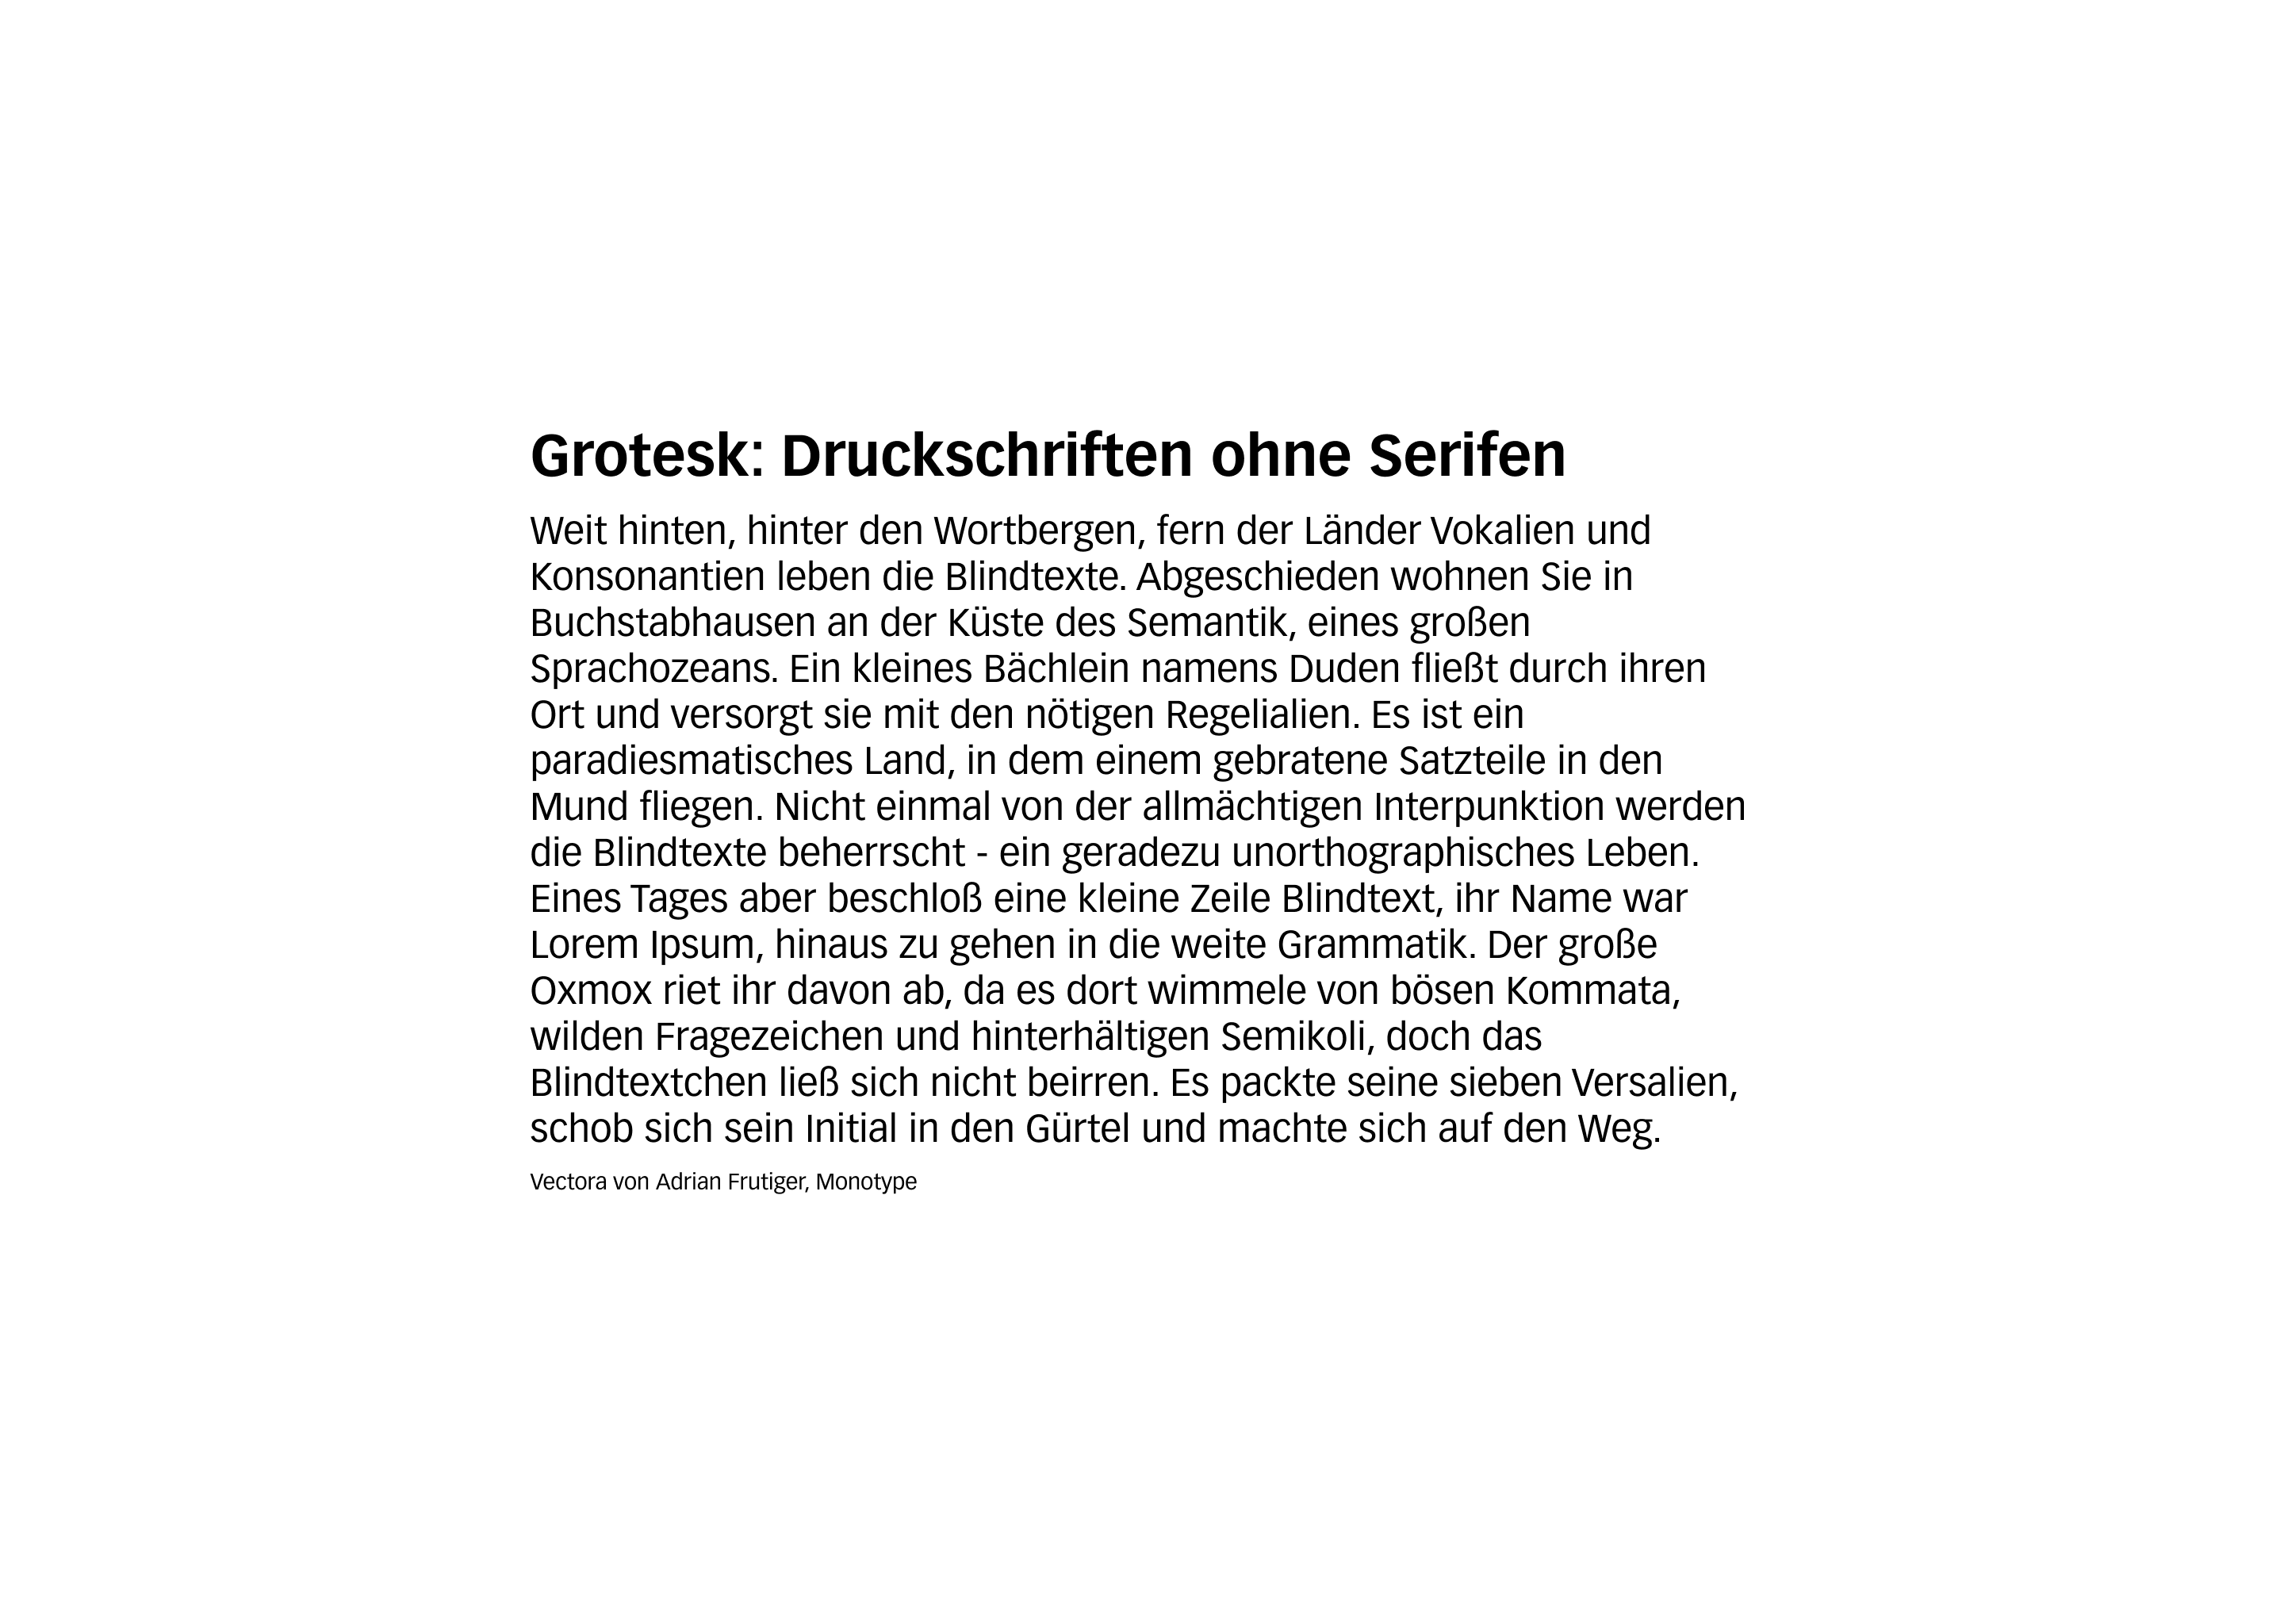 Grotesk: Druckschriften ohne Serifen
Weit hinten, hinter den Wortbergen, fern der Länder Vokalien und
Konsonantien leben die Blindtexte. Abgeschieden wohnen Sie in
Buchstabhausen an der Küste des Semantik, eines großen
Sprachozeans. Ein kleines Bächlein namens Duden fließt durch ihren
Ort und versorgt sie mit den nötigen Regelialien. Es ist ein
paradiesmatisches Land, in dem einem gebratene Satzteile in den
Mund fliegen. Nicht einmal von der allmächtigen Interpunktion werden
die Blindtexte beherrscht - ein geradezu unorthographisches Leben.
Eines Tages aber beschloß eine kleine Zeile Blindtext, ihr Name war
Lorem Ipsum, hinaus zu gehen in die weite Grammatik. Der große
Oxmox riet ihr davon ab, da es dort wimmele von bösen Kommata,
wilden Fragezeichen und hinterhältigen Semikoli, doch das
Blindtextchen ließ sich nicht beirren. Es packte seine sieben Versalien,
schob sich sein Initial in den Gürtel und machte sich auf den Weg.
Vectora von Adrian Frutiger, Monotype